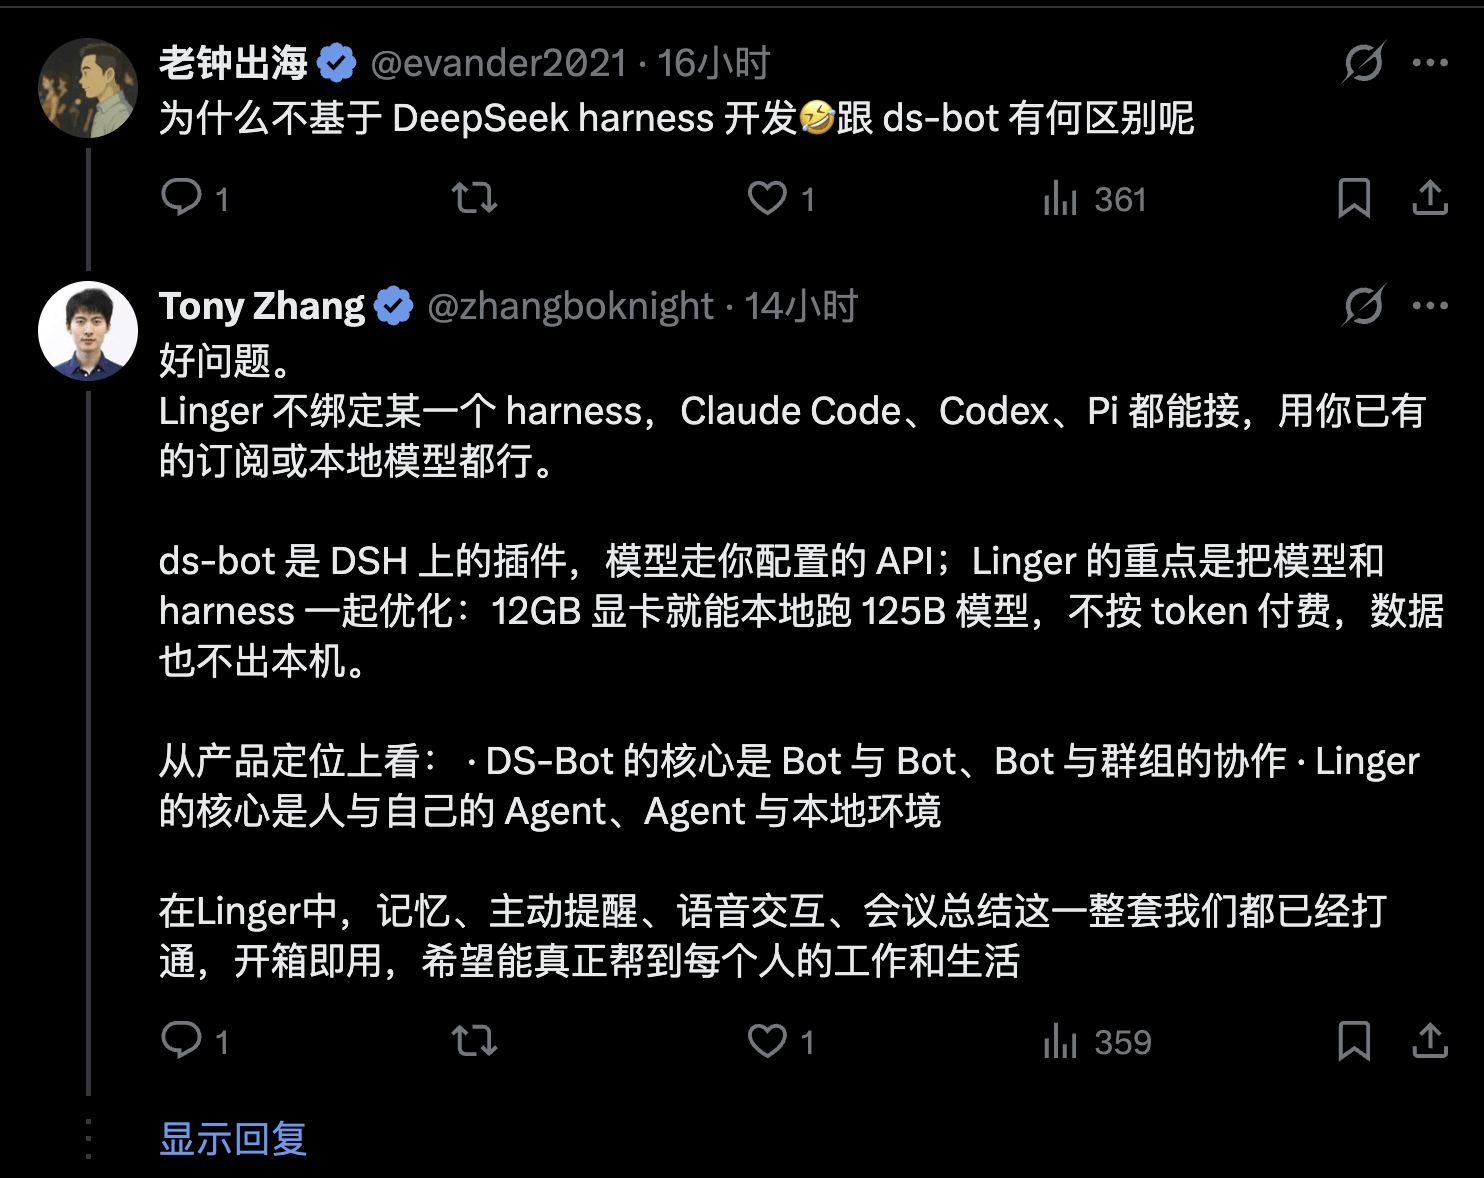 老钟出海 @evander2021 · 16小时
为什么不基于 DeepSeek harness 开发🤣跟 ds-bot 有何区别呢
1 1 361
Tony Zhang @zhangboknight · 14小时
好问题。
Linger 不绑定某一个 harness，Claude Code、Codex、Pi 都能接，用你已有
的订阅或本地模型都行。
ds-bot 是 DSH 上的插件，模型走你配置的 API；Linger 的重点是把模型和
harness 一起优化：12GB 显卡就能本地跑 125B 模型，不按 token 付费，数据
也不出本机。
从产品定位上看： · DS-Bot 的核心是 Bot 与 Bot、Bot 与群组的协作 · Linger
的核心是人与自己的 Agent、Agent 与本地环境
在Linger中，记忆、主动提醒、语音交互、会议总结这一整套我们都已经打
通，开箱即用，希望能真正帮到每个人的工作和生活
1 1 359
显示回复